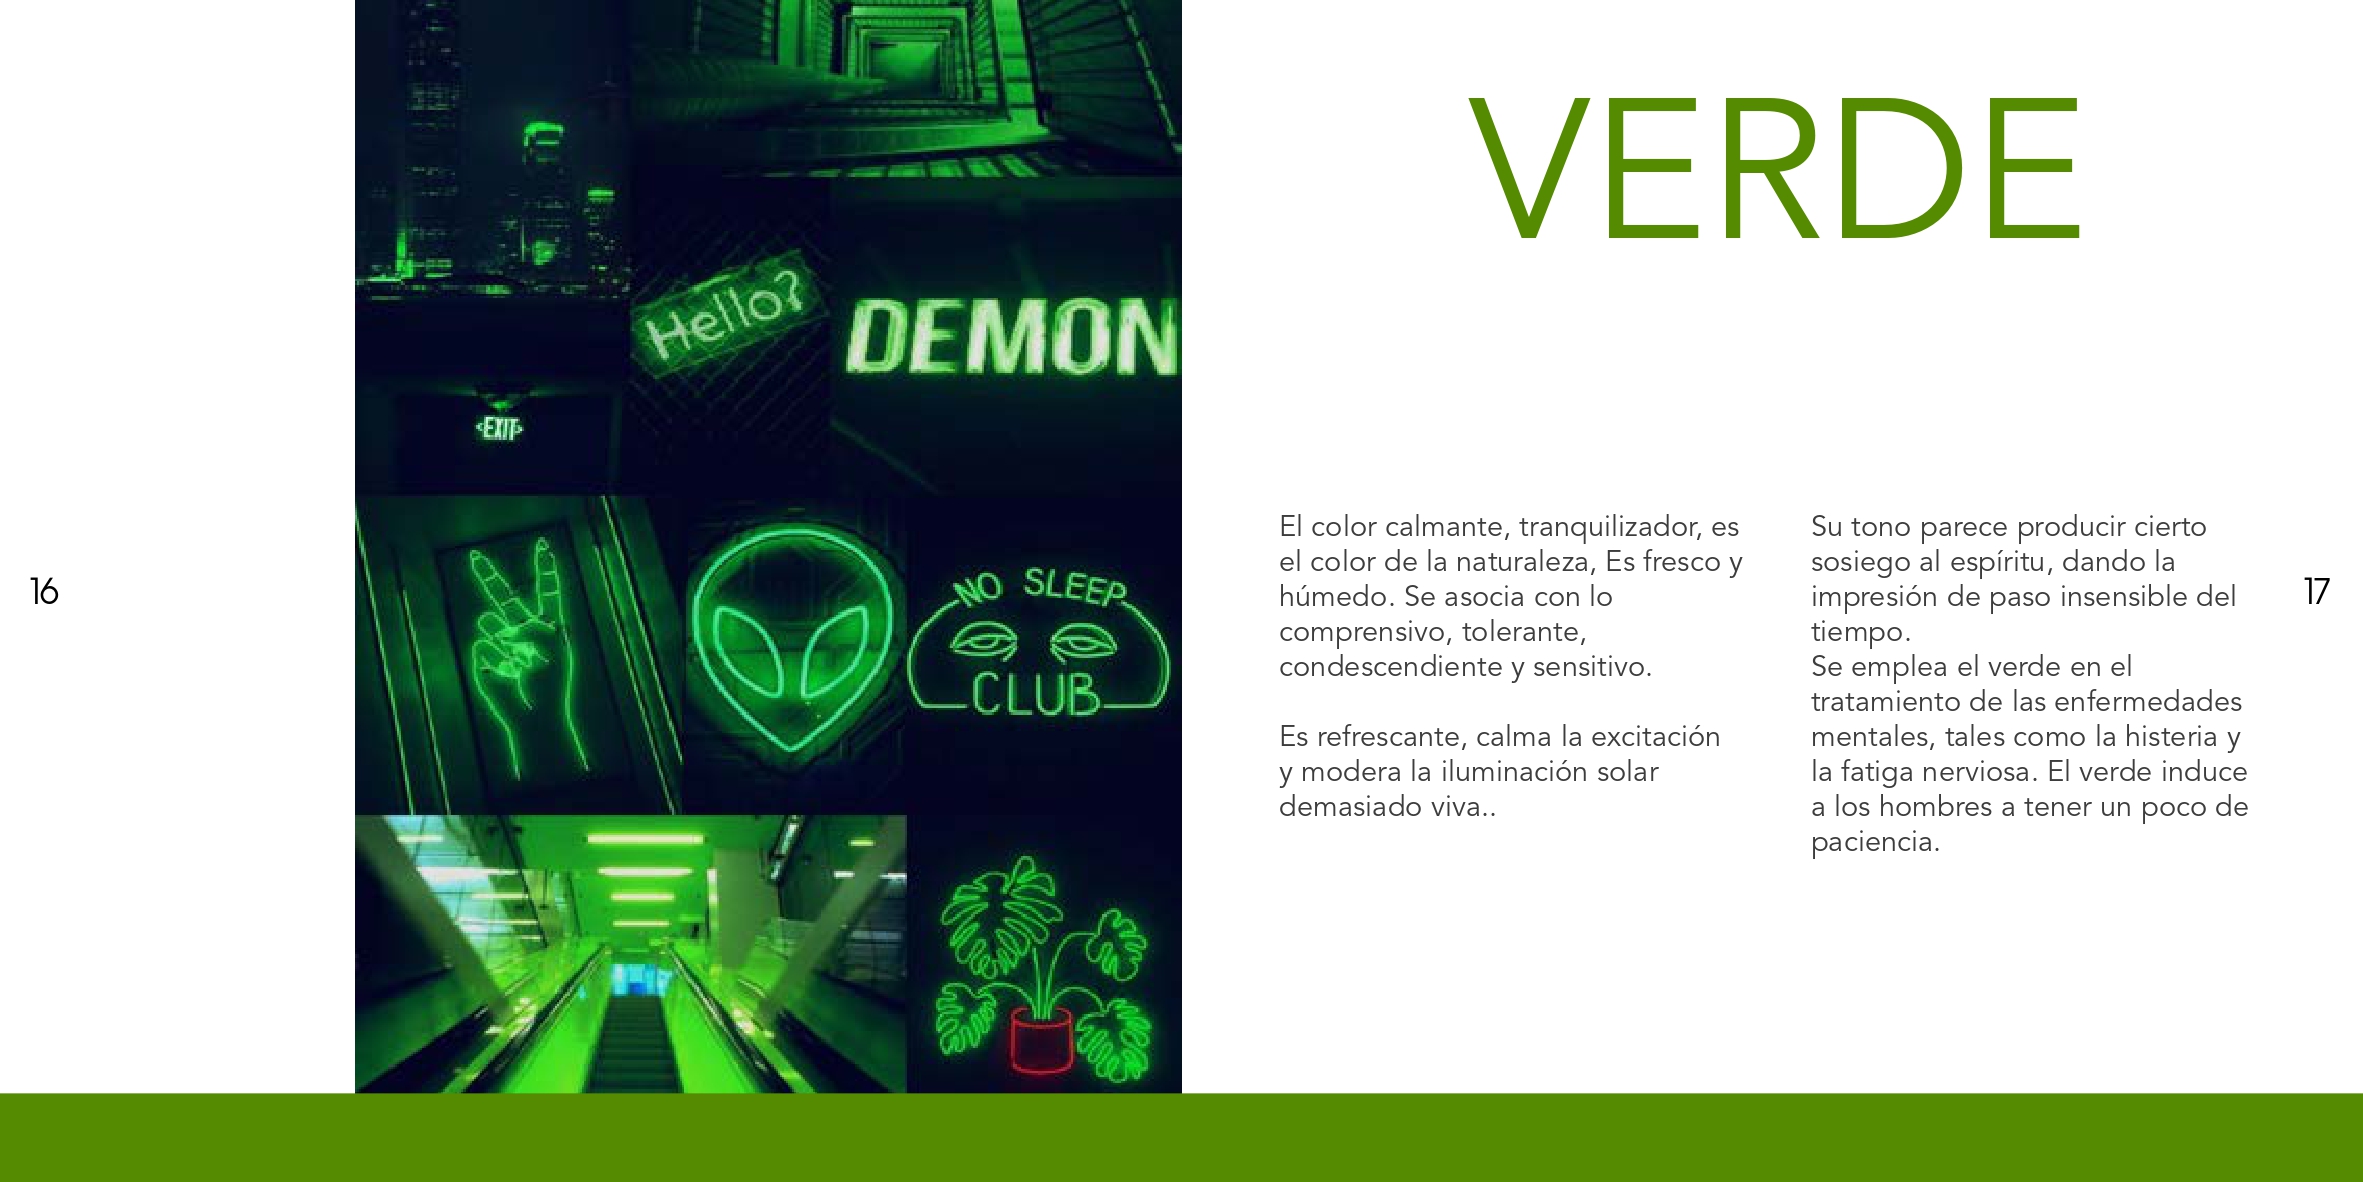 Hello?
DEMON
EXIT
NO SLEEP
CLUB
16
VERDE
El color calmante, tranquilizador, es
el color de la naturaleza, Es fresco y
húmedo. Se asocia con lo
comprensivo, tolerante,
condescendiente y sensitivo.
Es refrescante, calma la excitación
y modera la iluminación solar
demasiado viva..
Su tono parece producir cierto
sosiego al espíritu, dando la
impresión de paso insensible del
tiempo.
Se emplea el verde en el
tratamiento de las enfermedades
mentales, tales como la histeria y
la fatiga nerviosa. El verde induce
a los hombres a tener un poco de
paciencia.
17